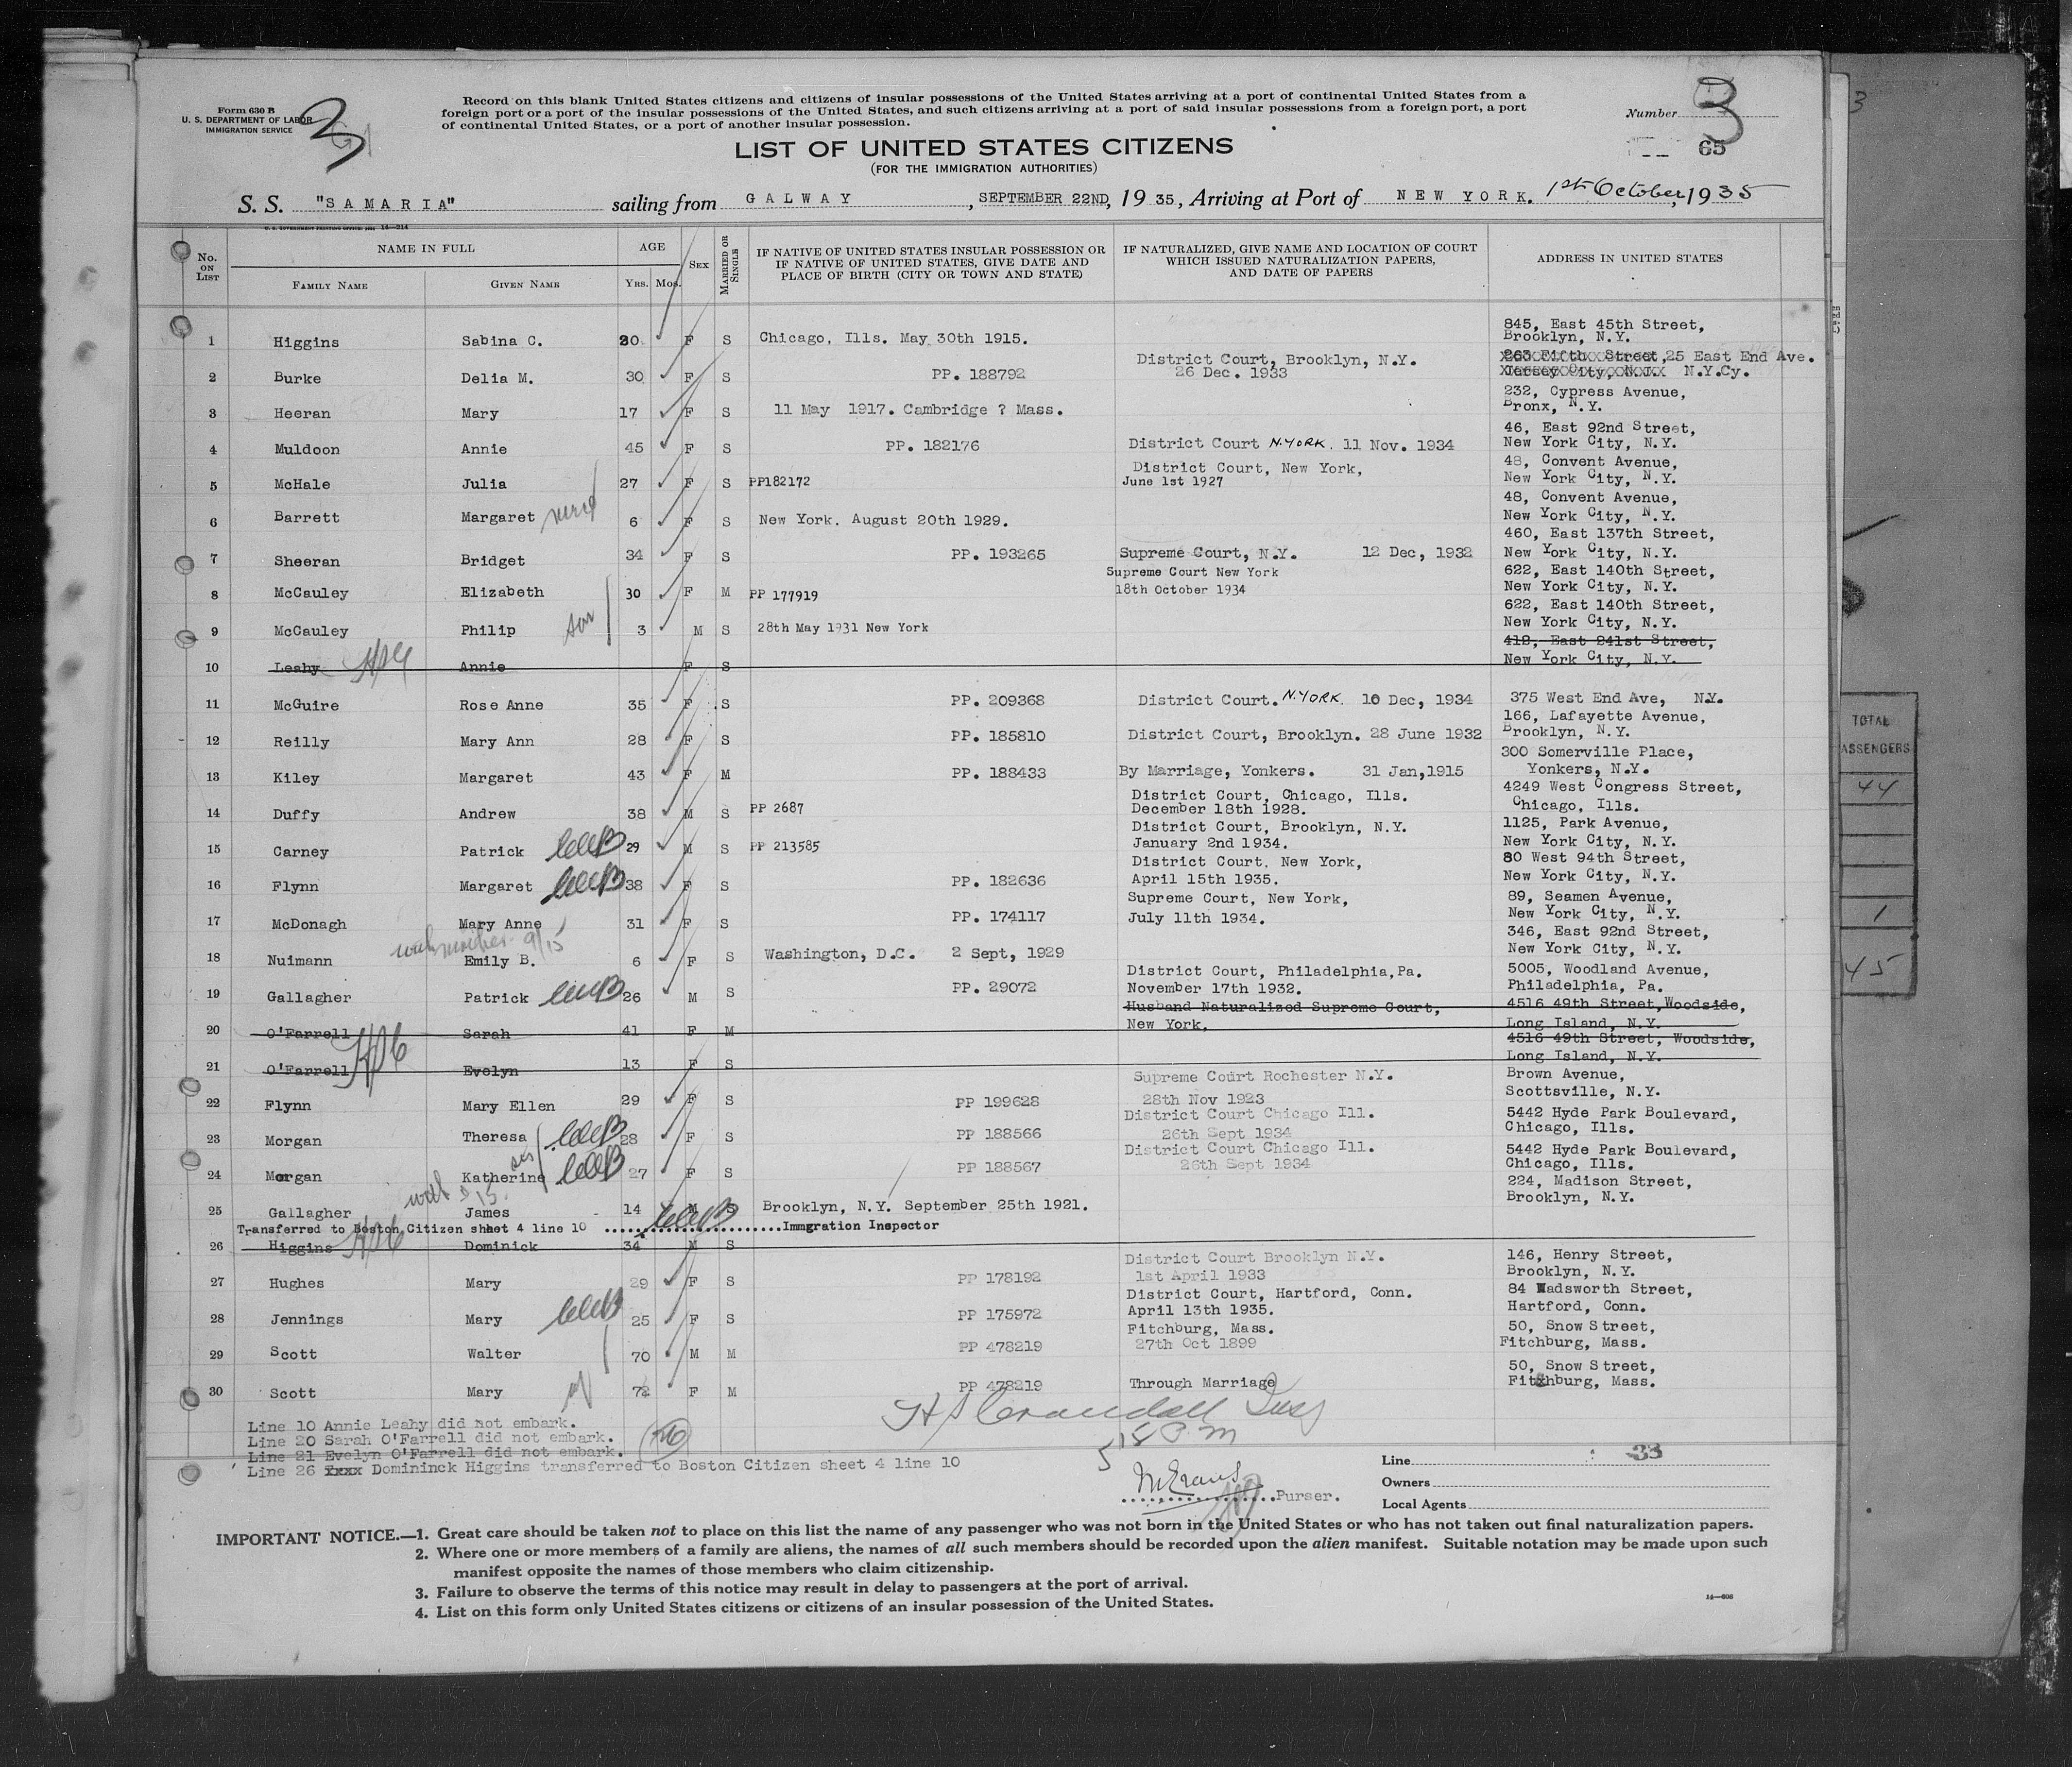 Form 630 B
U. S. DEPARTMENT OF LABOR
IMMIGRATION SERVICE
3
Record on this blank United States citizens and citizens of insular possessions of the United States arriving at a port of continental United States from a
foreign port or a port of the insular possessions of the United States, and such citizens arriving at a port of said insular possessions from a foreign port, a port
of continental United States, or a port of another insular possession.
Number 3
65
LIST OF UNITED STATES CITIZENS
(FOR THE IMMIGRATION AUTHORITIES)
S. S. "SAMARIA" sailing from GALWAY, SEPTEMBER 22ND, 1935, Arriving at Port of NEW YORK. 1st October, 1935
U. S. GOVERNMENT PRINTING OFFICE 14—214
No. ON LIST NAME IN FULL AGE SEX MARRIED OR SINGLE IF NATIVE OF UNITED STATES INSULAR POSSESSION OR IF NATIVE OF UNITED STATES, GIVE DATE AND PLACE OF BIRTH (CITY OR TOWN AND STATE) IF NATURALIZED, GIVE NAME AND LOCATION OF COURT WHICH ISSUED NATURALIZATION PAPERS, AND DATE OF PAPERS ADDRESS IN UNITED STATES
FAMILY NAME GIVEN NAME YRS. MOS.
1 Higgins Sabina C. 20 F S Chicago, Ills. May 30th 1915. 845, East 45th Street,
Brooklyn, N.Y.
2 Burke Delia M. 30 F S PP. 188792 District Court, Brooklyn, N.Y. 263 Fifth Street, 25 East End Ave.
26 Dec. 1933 Jersey City, N.J. N.Y.Cy.
3 Heeran Mary 17 F S 11 May 1917. Cambridge ? Mass. 232, Cypress Avenue,
Bronx, N.Y.
4 Muldoon Annie 45 F S PP. 182176 District Court N.YORK. 11 Nov. 1934 46, East 92nd Street,
New York City, N.Y.
5 McHale Julia 27 F S PP182172 District Court, New York, 48, Convent Avenue,
June 1st 1927 New York City, N.Y.
6 Barrett Margaret 6 F S New York. August 20th 1929. 48, Convent Avenue,
New York City, N.Y.
7 Sheeran Bridget 34 F S PP. 193265 Supreme Court, N.Y. 12 Dec, 1932 460, East 137th Street,
New York City, N.Y.
8 McCauley Elizabeth 30 F M PP 177919 Supreme Court New York 622, East 140th Street,
18th October 1934 New York City, N.Y.
9 McCauley Philip son 3 M S 28th May 1931 New York 622, East 140th Street,
New York City, N.Y.
10 Leahy Annie F S 418, East 241st Street,
New York City, N.Y.
11 McGuire Rose Anne 35 F S PP. 209368 District Court. N.YORK. 10 Dec, 1934 375 West End Ave, N.Y.
12 Reilly Mary Ann 28 F S PP. 185810 District Court, Brooklyn. 28 June 1932 166, Lafayette Avenue,
Brooklyn, N.Y.
13 Kiley Margaret 43 F M PP. 188433 By Marriage, Yonkers. 31 Jan,1915 300 Somerville Place,
Yonkers, N.Y.
14 Duffy Andrew 38 M S PP 2687 District Court, Chicago, Ills. 4249 West Congress Street,
December 18th 1928. Chicago, Ills.
15 Carney Patrick 29 M S PP 213585 District Court, Brooklyn, N.Y. 1125, Park Avenue,
January 2nd 1934. New York City, N.Y.
16 Flynn Margaret 38 F S PP. 182636 District Court, New York, 80 West 94th Street,
April 15th 1935. New York City, N.Y.
17 McDonagh Mary Anne 31 F S PP. 174117 Supreme Court, New York, 89, Seamen Avenue,
July 11th 1934. New York City, N.Y.
with mother 9/15
18 Nuimann Emily B. 6 F S Washington, D.C. 2 Sept, 1929 346, East 92nd Street,
New York City, N.Y.
19 Gallagher Patrick 26 M S PP. 29072 District Court, Philadelphia,Pa. 5005, Woodland Avenue,
November 17th 1932. Philadelphia, Pa.
20 O'Farrell Sarah 41 F M Husband Naturalized Supreme Court, 4516 49th Street,Woodside,
New York. Long Island, N.Y.
21 O'Farrell Evelyn 13 F S 4516 49th Street, Woodside,
Long Island, N.Y.
22 Flynn Mary Ellen 29 F S PP 199628 Supreme Court Rochester N.Y. Brown Avenue,
28th Nov 1923 Scottsville, N.Y.
23 Morgan Theresa 28 F S PP 188566 District Court Chicago Ill. 5442 Hyde Park Boulevard,
26th Sept 1934 Chicago, Ills.
24 Morgan Katherine sis 27 F S PP 188567 District Court Chicago Ill. 5442 Hyde Park Boulevard,
26th Sept 1934 Chicago, Ills.
25 Gallagher James 14 M S Brooklyn, N.Y. September 25th 1921. 224, Madison Street,
Brooklyn, N.Y.
Transferred to Boston Citizen sheet 4 line 10 Immgration Inspector
26 Higgins Dominick 34 M S
27 Hughes Mary 29 F S PP 178192 District Court Brooklyn N.Y. 146, Henry Street,
1st April 1933 Brooklyn, N.Y.
28 Jennings Mary 25 F S PP 175972 District Court, Hartford, Conn. 84 Wadsworth Street,
April 13th 1935. Hartford, Conn.
29 Scott Walter 70 M M PP 478219 Fitchburg, Mass. 50, Snow Street,
27th Oct 1899 Fitchburg, Mass.
30 Scott Mary 72 F M PP 478219 Through Marriage 50, Snow Street,
Fitchburg, Mass.
Line 10 Annie Leahy did not embark.
Line 20 Sarah O'Farrell did not embark.
Line 21 Evelyn O'Farrell did not embark.
Line 26 xxxx Domininck Higgins transferred to Boston Citizen sheet 4 line 10
26
H S Crandall Insp
5 15 P.M
Purser.
Line 33
Owners
Local Agents
IMPORTANT NOTICE.—1. Great care should be taken not to place on this list the name of any passenger who was not born in the United States or who has not taken out final naturalization papers.
2. Where one or more members of a family are aliens, the names of all such members should be recorded upon the alien manifest. Suitable notation may be made upon such
manifest opposite the names of those members who claim citizenship.
3. Failure to observe the terms of this notice may result in delay to passengers at the port of arrival.
4. List on this form only United States citizens or citizens of an insular possession of the United States.
14—608
3
TOTAL
ASSENGERS
44
1
45